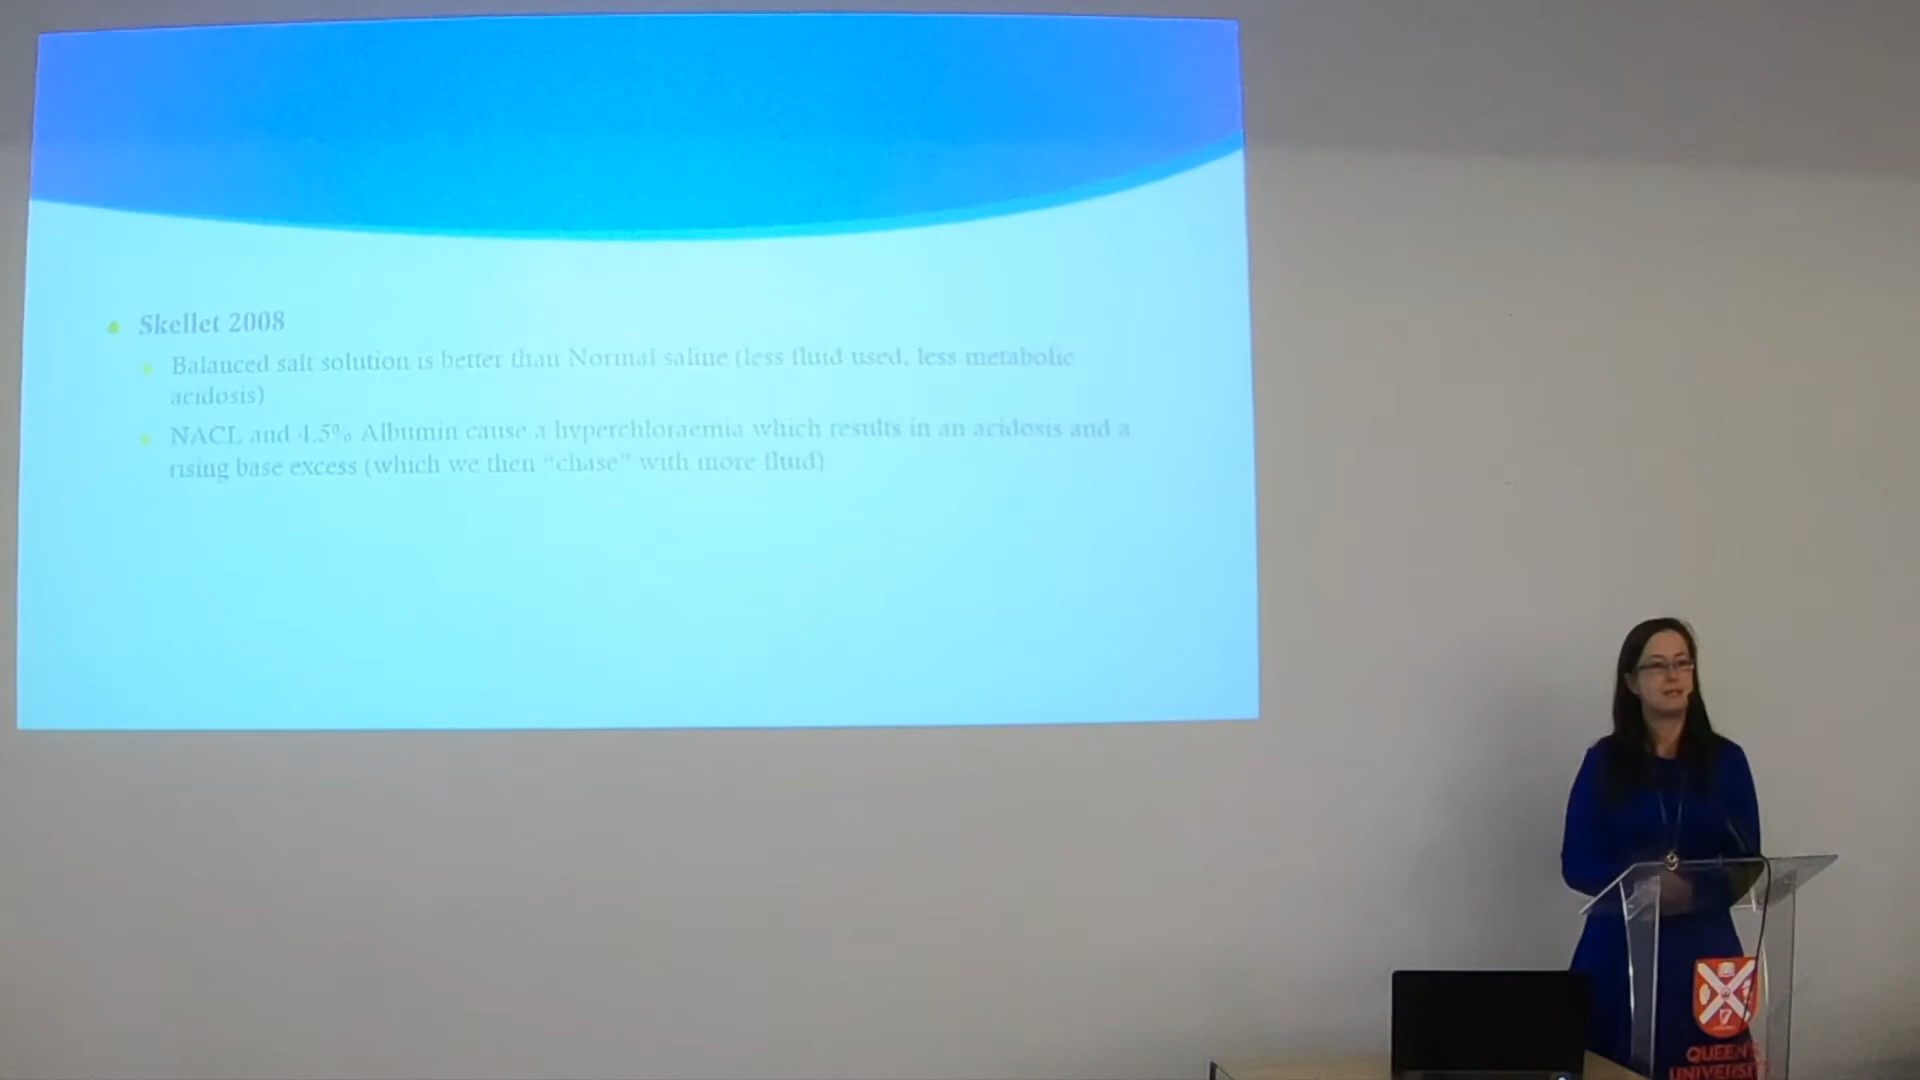 Skellet 2008
Balanced salt solution is better than Normal saline (less fluid used, less metabolic
acidosis)
NACL and 4.5% Albumin cause a hyperchloraemia which results in an acidosis and a
rising base excess (which we then "chase" with more fluid)
QUEEN'S
UNIVERSITY